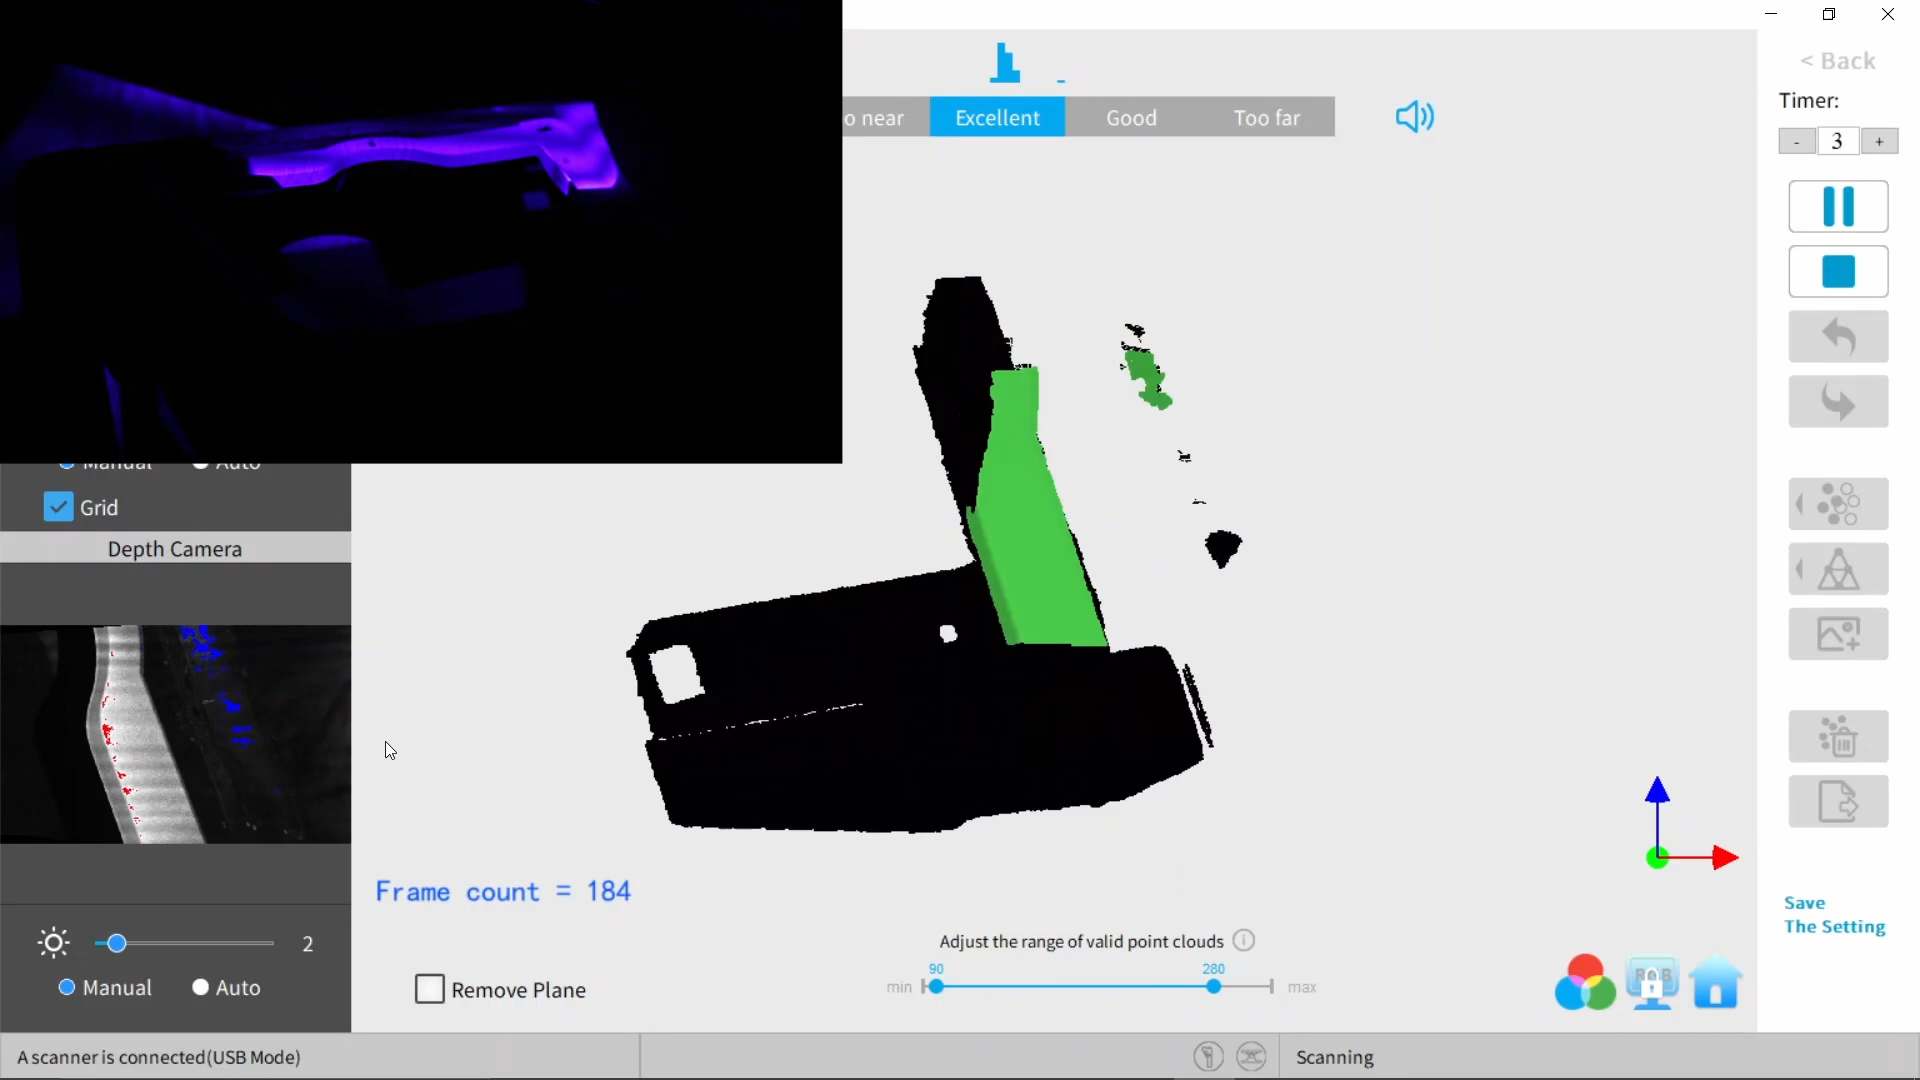 < Back
Timer:
- 3 +
o near Excellent Good Too far
Manual Auto
Grid
Depth Camera
Frame count = 184
Save
The Setting
2
Manual Auto
Remove Plane
Adjust the range of valid point clouds
90 280
min max
A scanner is connected(USB Mode)
Scanning